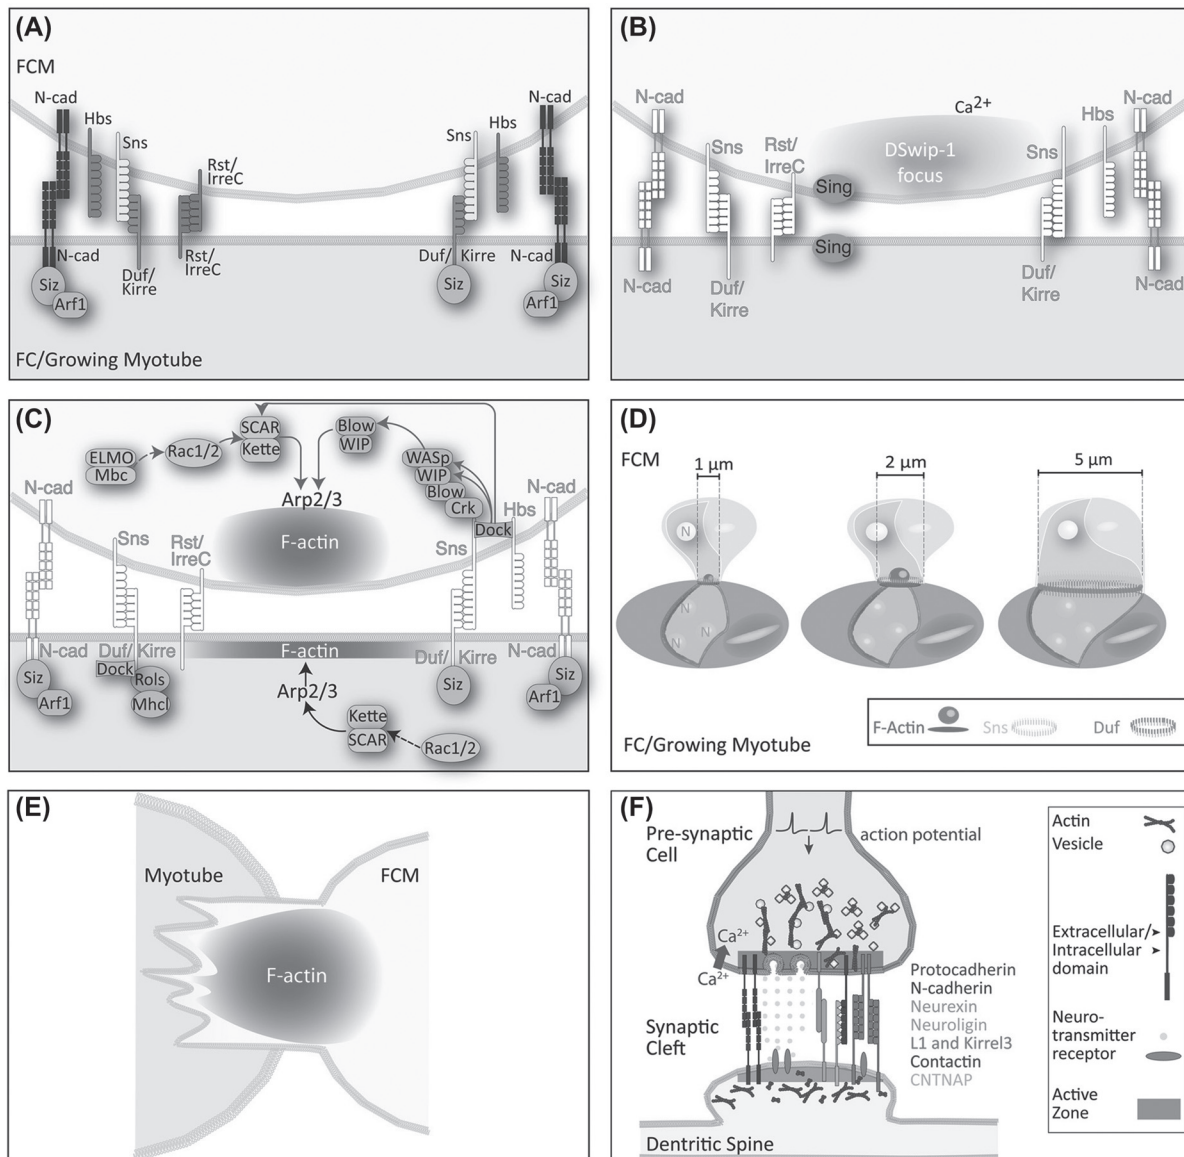 (A)
FCM
N-cad
Hbs
Sns
Rst/
IrreC
N-cad
Siz
Arf1
Duf/
Kirre
Rst/
IrreC
Sns
Hbs
N-cad
Duf/ Kirre
Siz
N-cad
Siz
Arf1
FC/Growing Myotube
(B)
N-cad
Sns
Rst/
IrreC
Sing
Ca2+
DSwip-1
focus
Sns
Hbs
N-cad
Sing
N-cad
Duf/
Kirre
Duf/
Kirre
N-cad
(C)
ELMO
Mbc
Rac1/2
SCAR
Kette
Blow
WIP
WASp
WIP
Blow
Crk
Dock
Hbs
N-cad
Sns
Rst/
IrreC
Arp2/3
F-actin
Sns
N-cad
N-cad
Siz
Arf1
Duf/ Kirre
Dock
Rols
Mhcl
F-actin
Arp2/3
Kette
SCAR
Rac1/2
Duf/ Kirre
Siz
N-cad
Siz
Arf1
(D)
FCM
1 μm
2 μm
5 μm
N
N
N
N
F-Actin
Sns
Duf
FC/Growing Myotube
(E)
Myotube
FCM
F-actin
(F)
Pre-synaptic
Cell
action potential
Ca2+
Ca2+
Synaptic
Cleft
Protocadherin
N-cadherin
Neurexin
Neuroligin
L1 and Kirrel3
Contactin
CNTNAP
Dentritic Spine
Actin
Vesicle
Extracellular/
Intracellular
domain
Neuro-
transmitter
receptor
Active
Zone